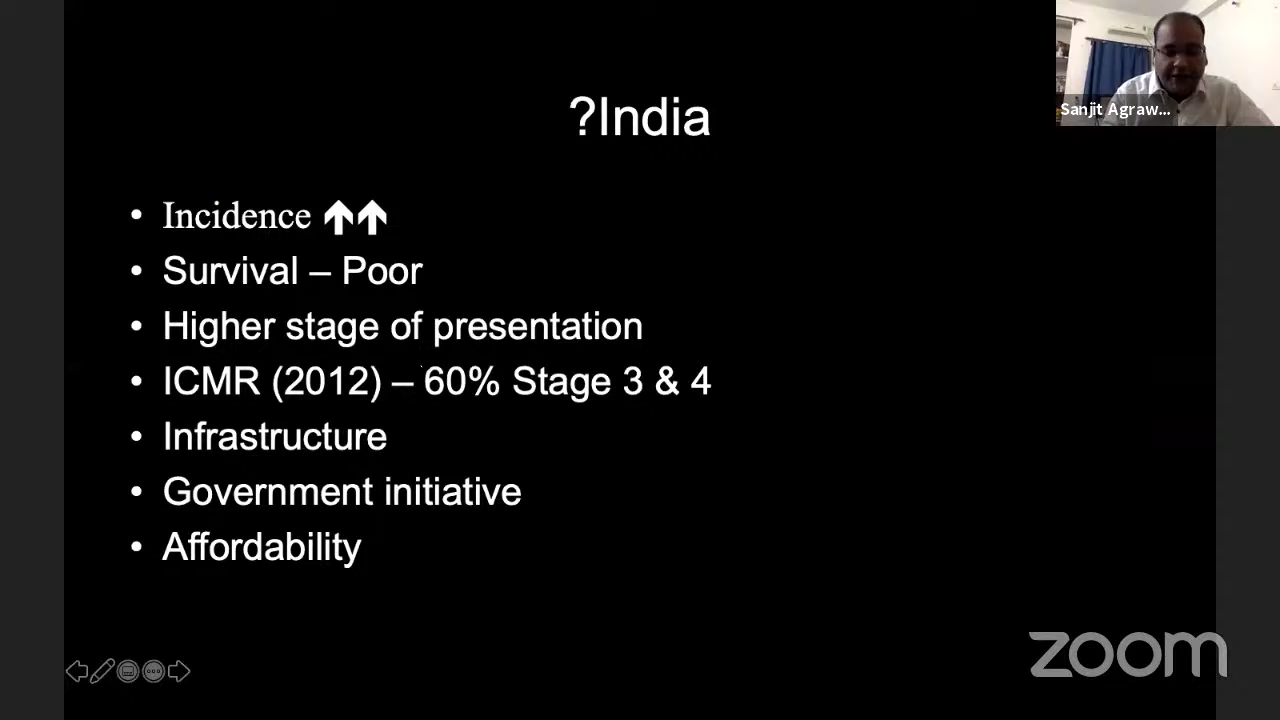 ?India
Sanjit Agraw...
• Incidence ⬆⬆
• Survival – Poor
• Higher stage of presentation
• ICMR (2012) – 60% Stage 3 & 4
• Infrastructure
• Government initiative
• Affordability
zoom